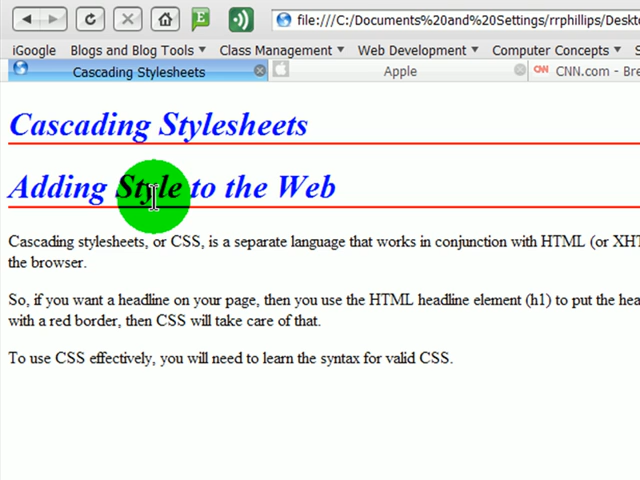 file:///C:/Documents%20and%20Settings/rrphillips/Deskto
iGoogle Blogs and Blog Tools Class Management Web Development Computer Concepts S
Cascading Stylesheets Apple CNN.com - Bre
Cascading Stylesheets
Adding Style to the Web
Cascading stylesheets, or CSS, is a separate language that works in conjunction with HTML (or XHT
the browser.
So, if you want a headline on your page, then you use the HTML headline element (h1) to put the hea
with a red border, then CSS will take care of that.
To use CSS effectively, you will need to learn the syntax for valid CSS.